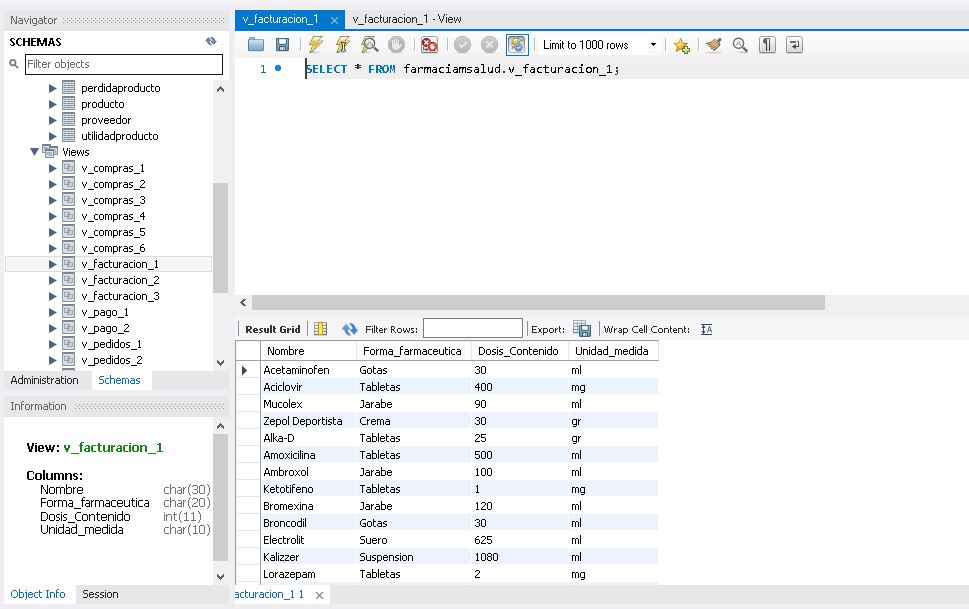 Navigator
SCHEMAS
Filter objects
perdidaproducto
producto
proveedor
utilidadproducto
Views
v_compras_1
v_compras_2
v_compras_3
v_compras_4
v_compras_5
v_compras_6
v_facturacion_1
v_facturacion_2
v_facturacion_3
v_pago_1
v_pago_2
v_pedidos_1
v_pedidos_2
Administration Schemas
Information
View: v_facturacion_1
Columns:
Nombre char(30)
Forma_farmaceutica char(20)
Dosis_Contenido int(11)
Unidad_medida char(10)
Object Info Session
v_facturacion_1 v_facturacion_1 - View
Limit to 1000 rows
1 SELECT * FROM farmaciamsalud.v_facturacion_1;
Result Grid Filter Rows: Export: Wrap Cell Content:
Nombre Forma_farmaceutica Dosis_Contenido Unidad_medida
Acetaminofen Gotas 30 ml
Aciclovir Tabletas 400 mg
Mucolex Jarabe 90 ml
Zepol Deportista Crema 30 gr
Alka-D Tabletas 25 gr
Amoxicilina Tabletas 500 ml
Ambroxol Jarabe 100 ml
Ketotifeno Tabletas 1 mg
Bromexina Jarabe 120 ml
Broncodil Gotas 30 ml
Electrolit Suero 625 ml
Kalizzer Suspension 1080 ml
Lorazepam Tabletas 2 mg
acturacion_1 1